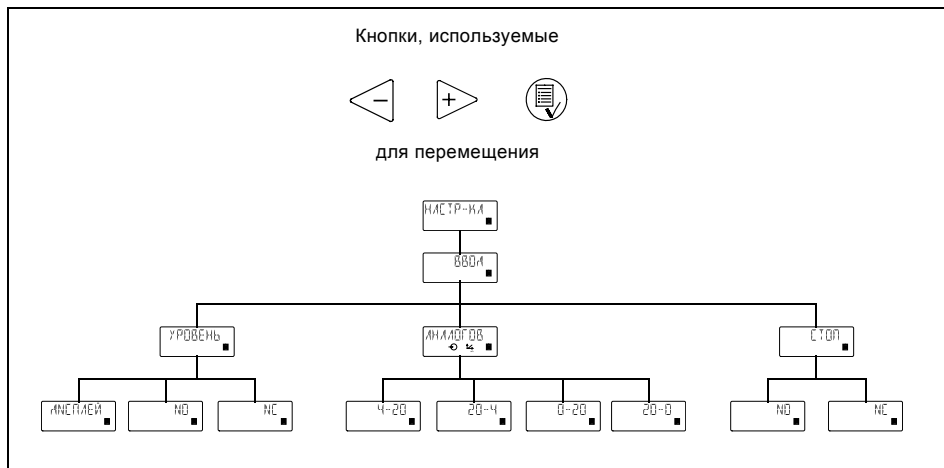 Кнопки, используемые
- +
для перемещения
НАСТР-КА
ВВОД
УРОВЕНЬ АНАЛОГОВ СТОП
ДИСПЛЕЙ NO NC 4-20 20-4 0-20 20-0 NO NC